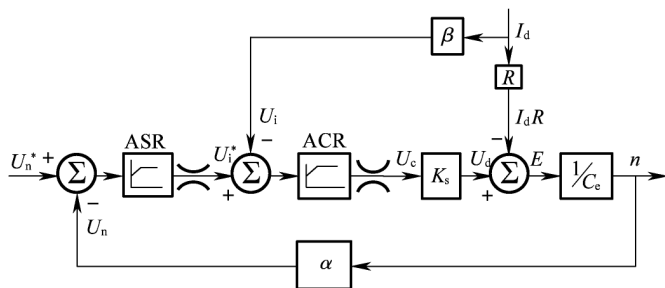 β
I_d
R
U_i
I_dR
ASR
ACR
U_n* +
Σ
U_i*
−
+
Σ
U_c
K_s
U_d
−
+
Σ
E
1/C_e
n
−
U_n
α